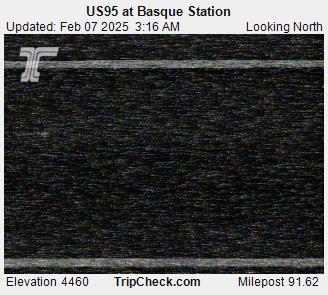 US95 at Basque Station
Updated: Feb 07 2025 3:16 AM Looking North
Elevation 4460 TripCheck.com Milepost 91.62